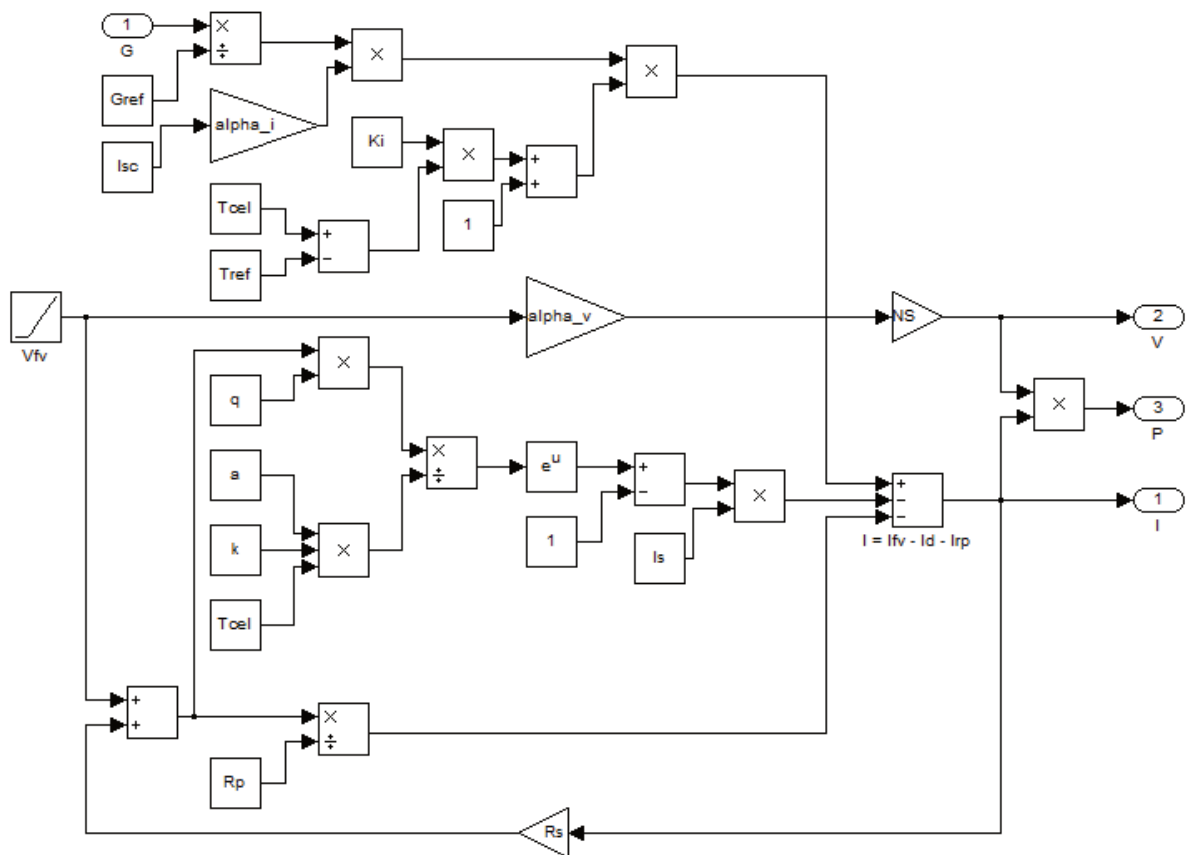 1
×
÷
G
Gref
×
×
alpha_i
Isc
Ki
×
+
+
1
Tcel
Tref
+
−
Vfv
alpha_v
NS
2
V
×
q
×
÷
a
k
Tcel
×
e^u
+
−
1
×
Is
+
−
−
I = Ifv - Id - Irp
×
3
P
1
I
+
+
×
÷
Rp
Rs